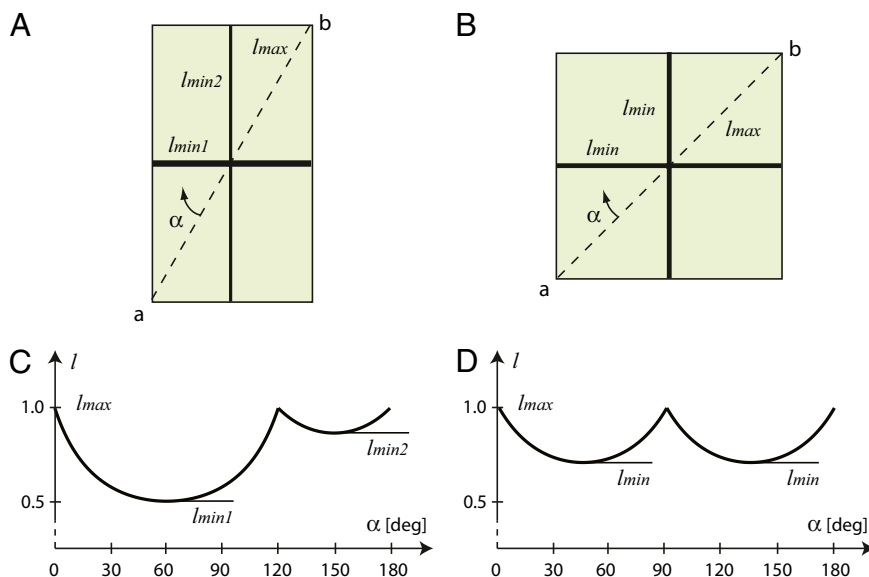 A
b
lmax
lmin2
lmin1
α
a
B
b
lmin
lmax
lmin
α
a
C
l
1.0
lmax
lmin2
0.5
lmin1
α [deg]
0 30 60 90 120 150 180
D
l
1.0
lmax
lmin lmin
0.5
α [deg]
0 30 60 90 120 150 180